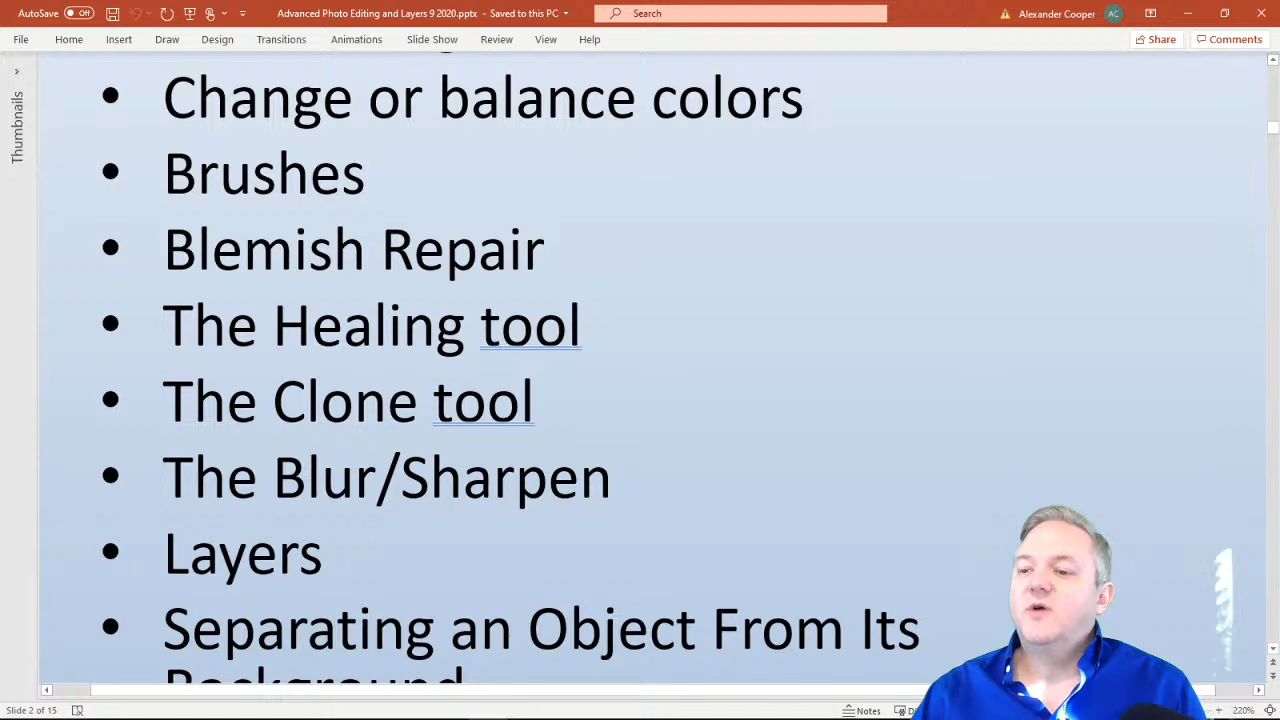 AutoSave Off Advanced Photo Editing and Layers 9 2020.pptx - Saved to this PC Search Alexander Cooper AC
File Home Insert Draw Design Transitions Animations Slide Show Review View Help Share Comments
Thumbnails
• Change or balance colors
• Brushes
• Blemish Repair
• The Healing tool
• The Clone tool
• The Blur/Sharpen
• Layers
• Separating an Object From Its
Background
Slide 2 of 15 Notes 220%